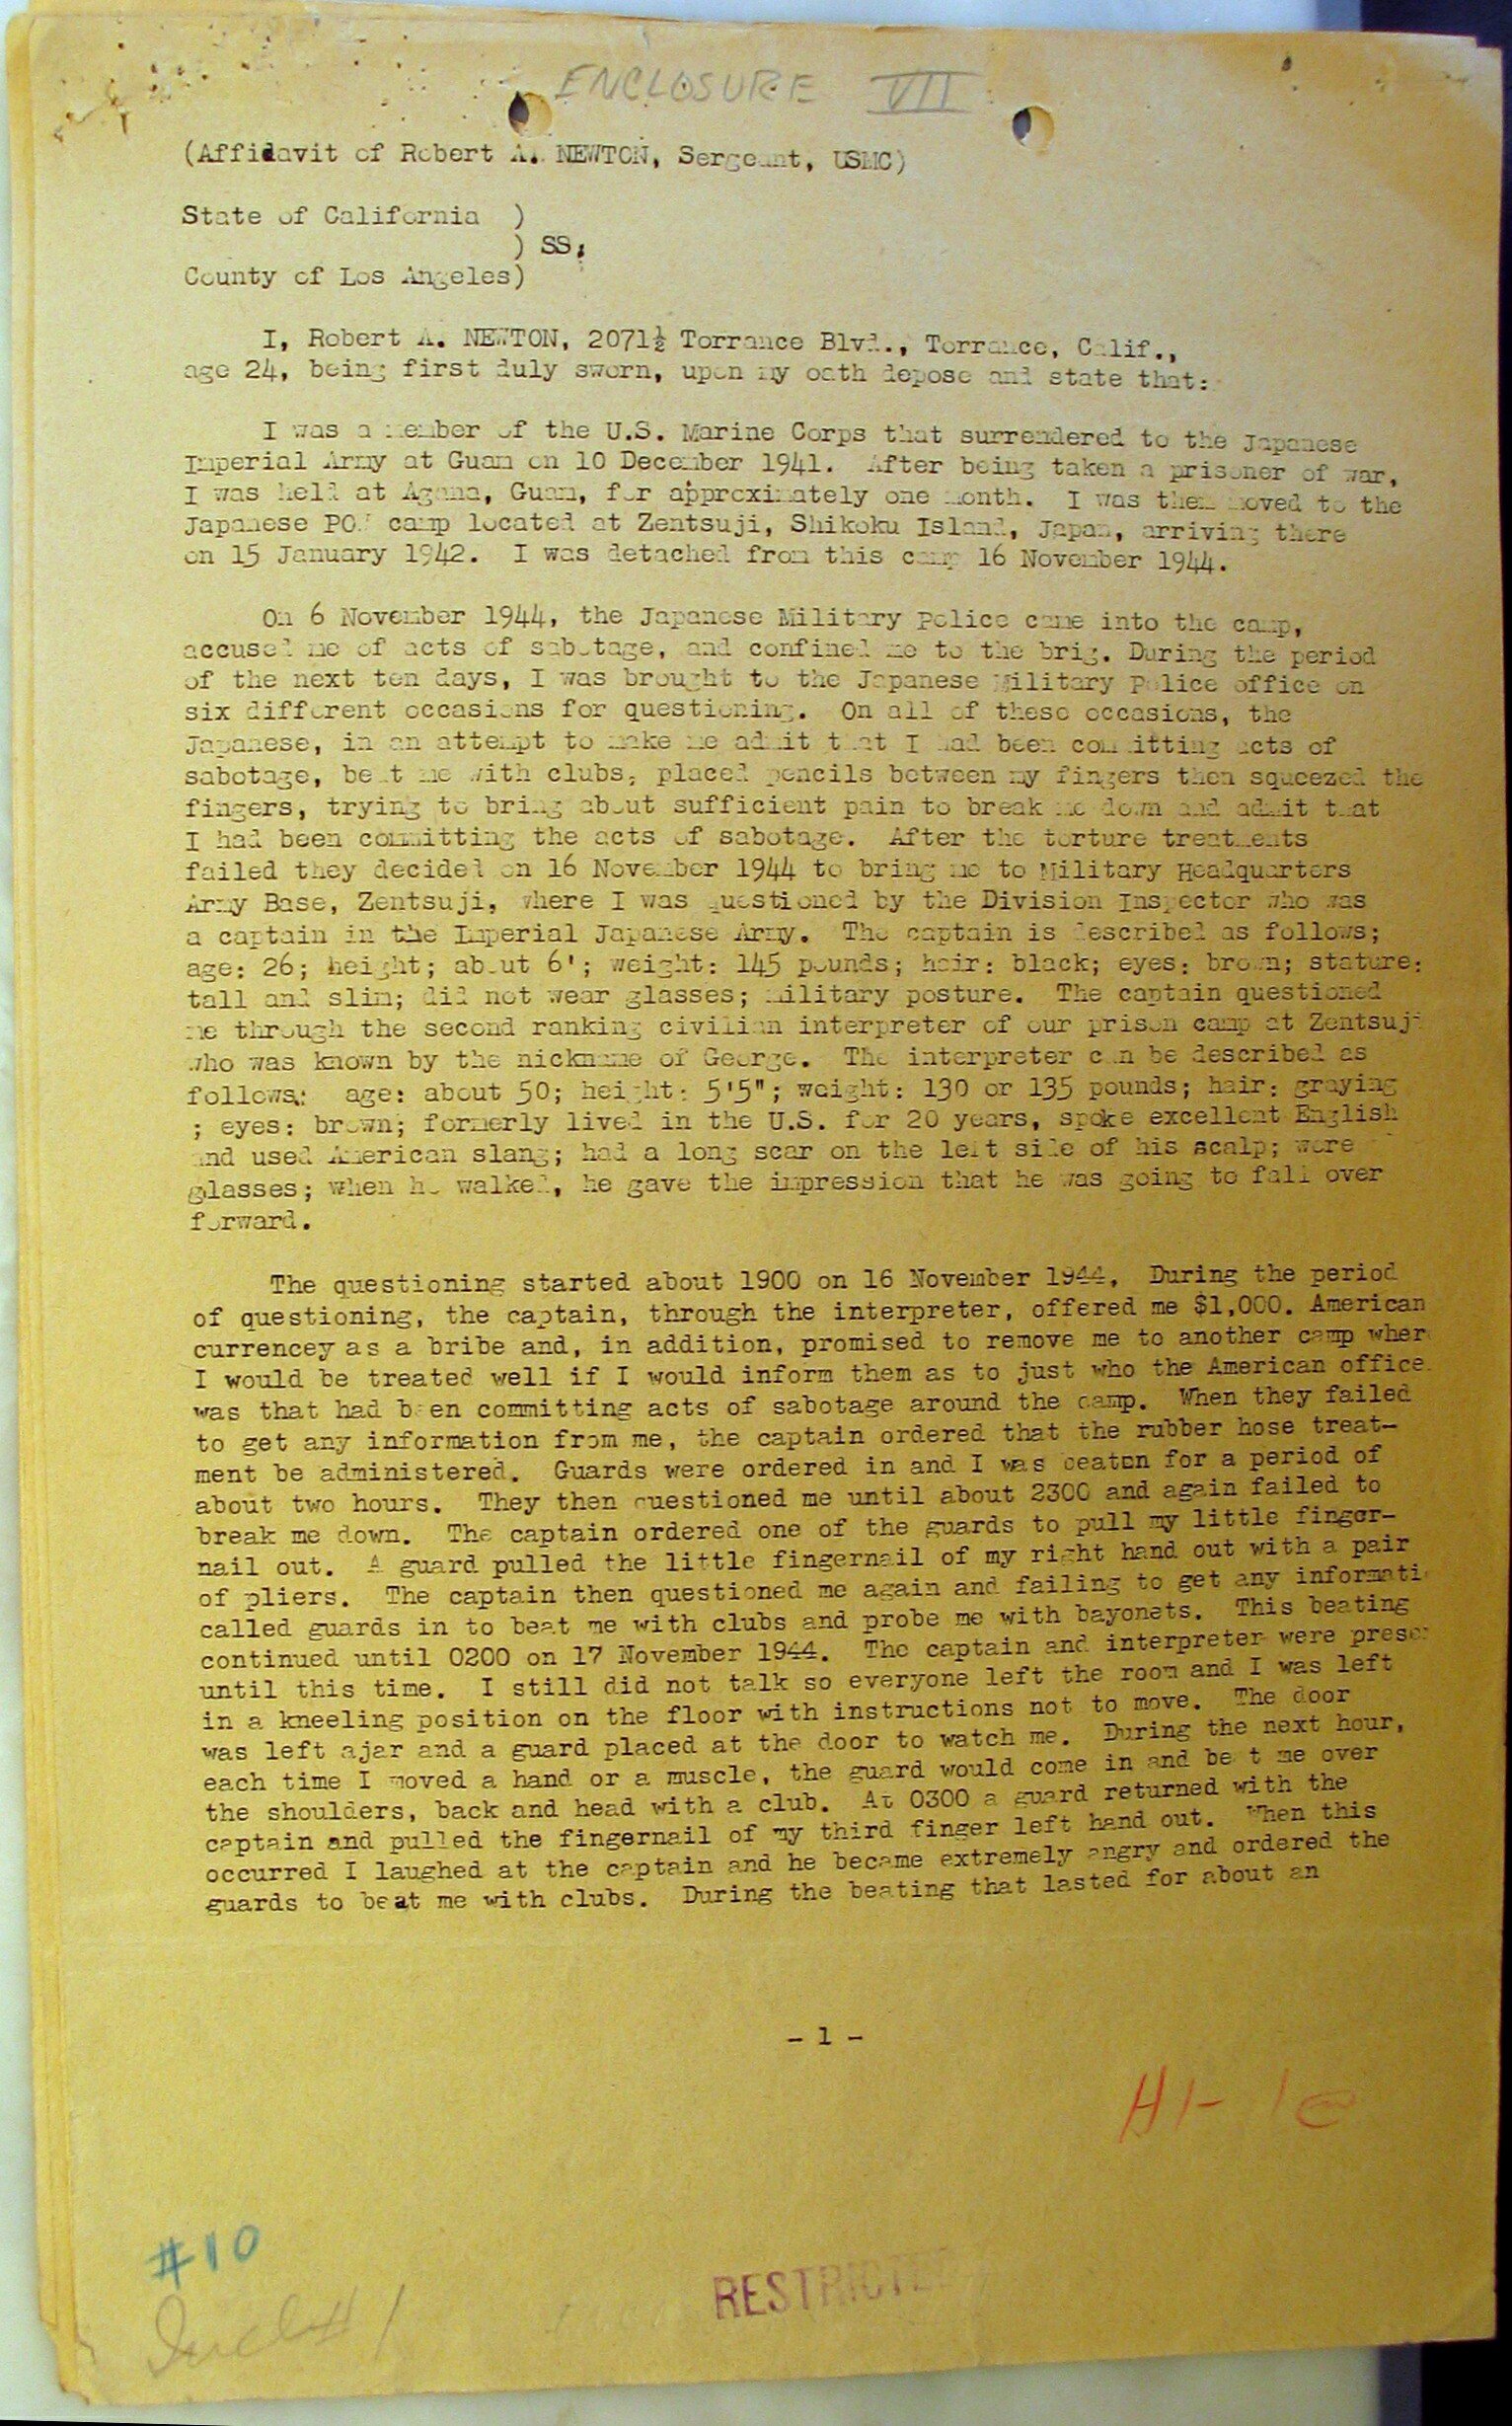 ENCLOSURE VII
(Affidavit of Robert A. NEWTON, Sergeant, USMC)
State of California )
) SS:
County of Los Angeles)
I, Robert A. NEWTON, 2071½ Torrance Blvd., Torrance, Calif.,
age 24, being first duly sworn, upon my oath depose and state that:
I was a member of the U.S. Marine Corps that surrendered to the Japanese
Imperial Army at Guam on 10 December 1941. After being taken a prisoner of war,
I was held at Agana, Guam, for approximately one month. I was then moved to the
Japanese POW camp located at Zentsuji, Shikoku Island, Japan, arriving there
on 15 January 1942. I was detached from this camp 16 November 1944.
On 6 November 1944, the Japanese Military Police came into the camp,
accused me of acts of sabotage, and confined me to the brig. During the period
of the next ten days, I was brought to the Japanese Military Police office on
six different occasions for questioning. On all of these occasions, the
Japanese, in an attempt to make me admit that I had been committing acts of
sabotage, beat me with clubs, placed pencils between my fingers then squeezed the
fingers, trying to bring about sufficient pain to break me down and admit that
I had been committing the acts of sabotage. After the torture treatments
failed they decided on 16 November 1944 to bring me to Military Headquarters
Army Base, Zentsuji, where I was questioned by the Division Inspector who was
a captain in the Imperial Japanese Army. The captain is described as follows;
age: 26; height; about 6'; weight: 145 pounds; hair: black; eyes: brown; stature:
tall and slim; did not wear glasses; military posture. The captain questioned
me through the second ranking civilian interpreter of our prison camp at Zentsuji
who was known by the nickname of George. The interpreter can be described as
follows: age: about 50; height: 5'5"; weight: 130 or 135 pounds; hair: graying
; eyes: brown; formerly lived in the U.S. for 20 years, spoke excellent English
and used American slang; had a long scar on the left side of his scalp; wore
glasses; when he walked, he gave the impression that he was going to fall over
forward.
The questioning started about 1900 on 16 November 1944. During the period
of questioning, the captain, through the interpreter, offered me $1,000. American
currencey as a bribe and, in addition, promised to remove me to another camp wher
I would be treated well if I would inform them as to just who the American office
was that had been committing acts of sabotage around the camp. When they failed
to get any information from me, the captain ordered that the rubber hose treat-
ment be administered. Guards were ordered in and I was beaten for a period of
about two hours. They then questioned me until about 2300 and again failed to
break me down. The captain ordered one of the guards to pull my little finger-
nail out. A guard pulled the little fingernail of my right hand out with a pair
of pliers. The captain then questioned me again and failing to get any informati
called guards in to beat me with clubs and probe me with bayonets. This beating
continued until 0200 on 17 November 1944. The captain and interpreter were prese
until this time. I still did not talk so everyone left the room and I was left
in a kneeling position on the floor with instructions not to move. The door
was left ajar and a guard placed at the door to watch me. During the next hour,
each time I moved a hand or a muscle, the guard would come in and beat me over
the shoulders, back and head with a club. At 0300 a guard returned with the
captain and pulled the fingernail of my third finger left hand out. When this
occurred I laughed at the captain and he became extremely angry and ordered the
guards to beat me with clubs. During the beating that lasted for about an
- 1 -
#10
RESTRICTED
Incl # 1